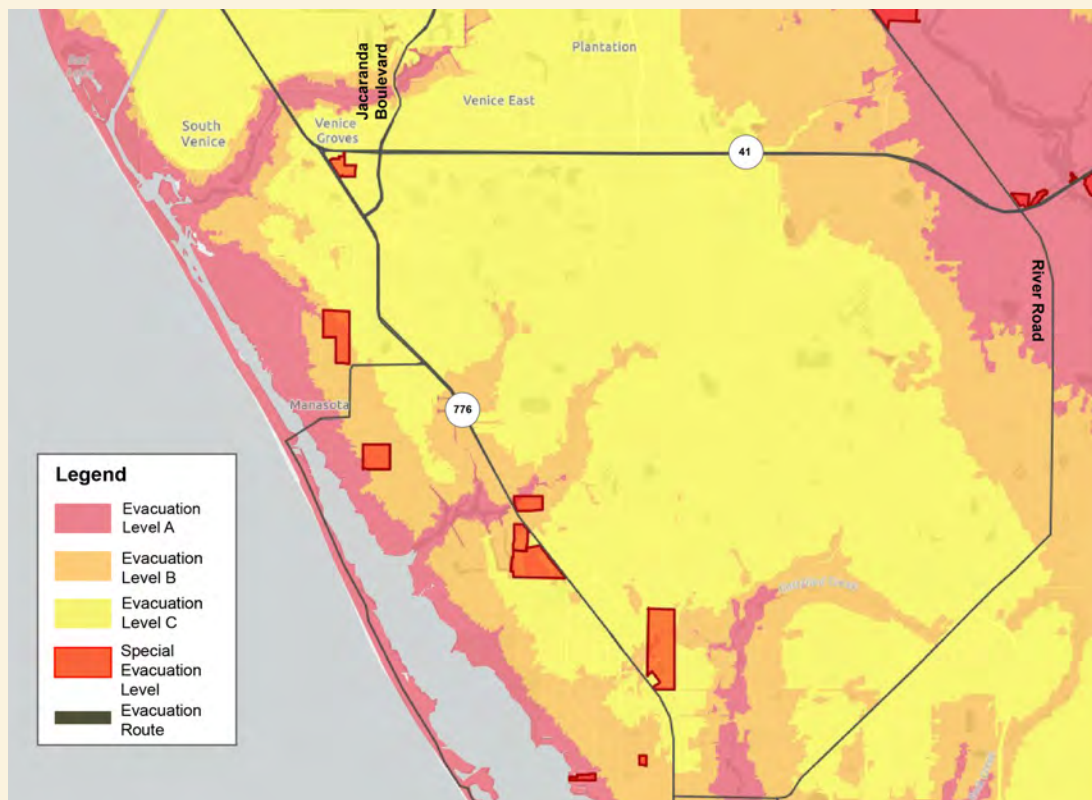 Plantation
Jacaranda
Boulevard
Venice East
South
Venice
Venice
Groves
41
River Road
Manasota
776
Legend
Evacuation
Level A
Evacuation
Level B
Evacuation
Level C
Special
Evacuation
Level
Evacuation
Route